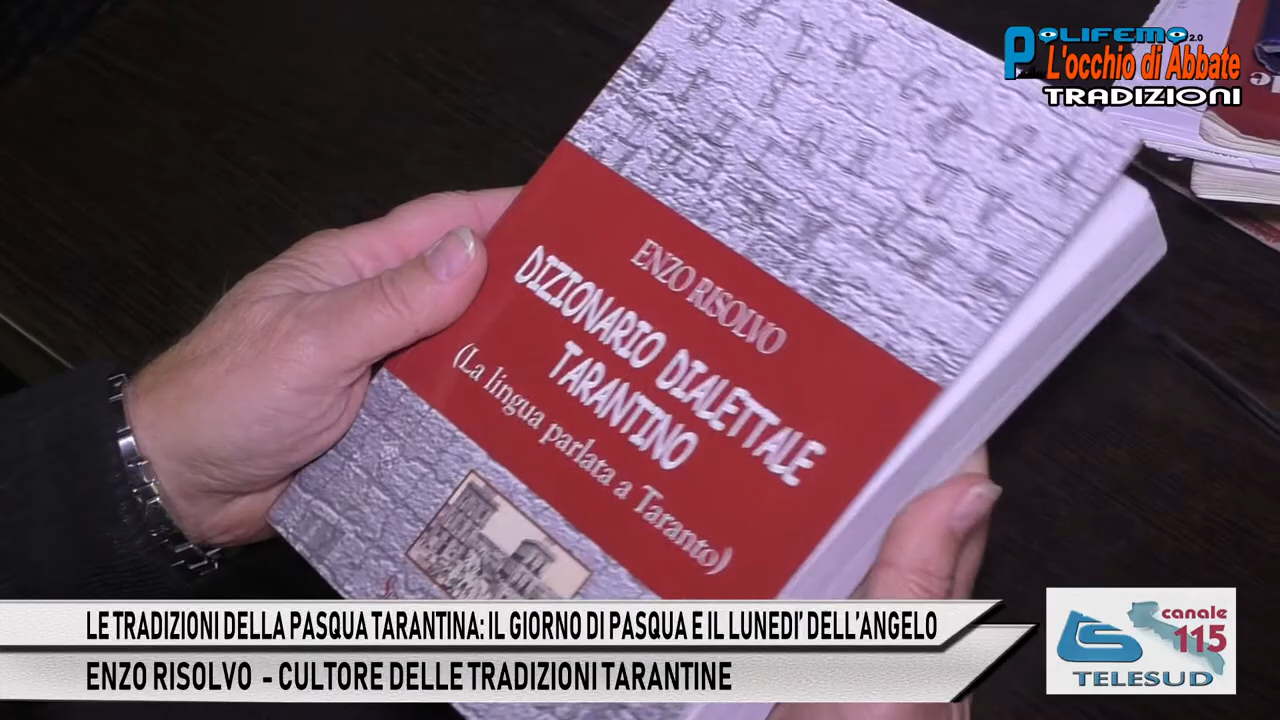 POLIFEMO 2.0
L'occhio di Abbate
TRADIZIONI
ENZO RISOLVO
DIZIONARIO DIALETTALE
TARANTINO
(La lingua parlata a Taranto)
LE TRADIZIONI DELLA PASQUA TARANTINA: IL GIORNO DI PASQUA E IL LUNEDI' DELL'ANGELO
ENZO RISOLVO - CULTORE DELLE TRADIZIONI TARANTINE
canale
115
TELESUD